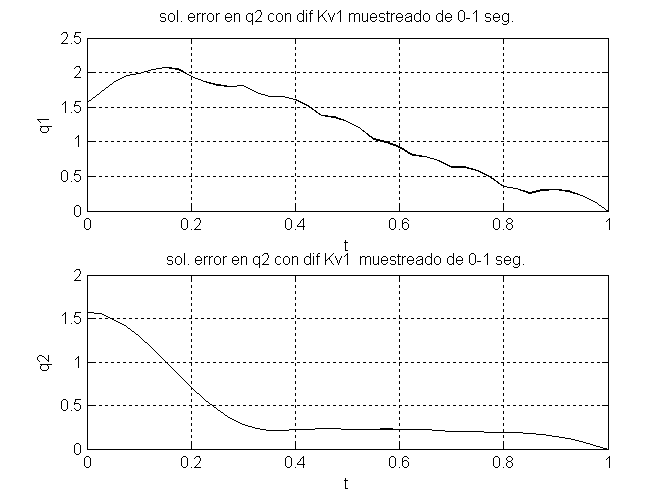 sol. error en q2 con dif Kv1 muestreado de 0-1 seg.
2.5
2
1.5
1
0.5
0
q1
0 0.2 0.4 0.6 0.8 1
t
sol. error en q2 con dif Kv1 muestreado de 0-1 seg.
2
1.5
1
0.5
0
q2
0 0.2 0.4 0.6 0.8 1
t